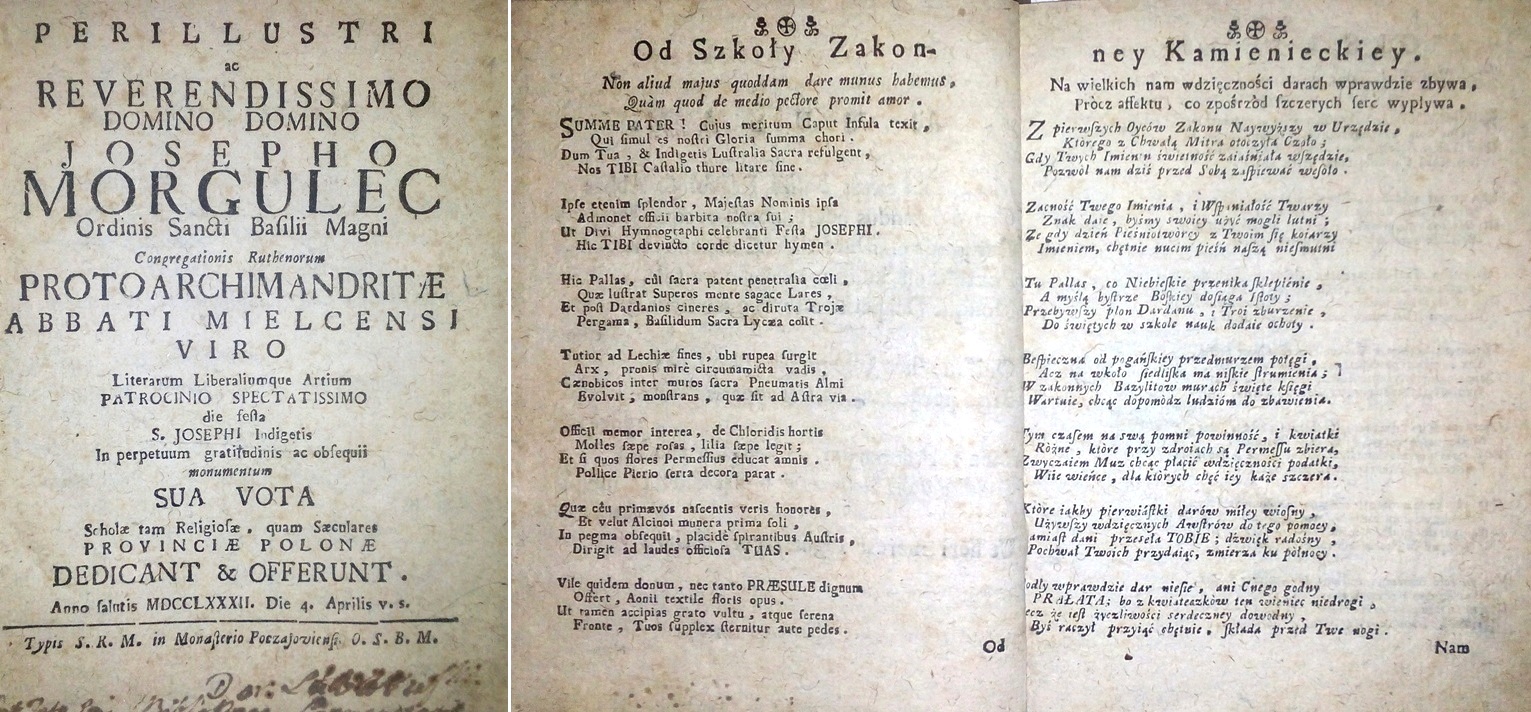 PERILLUSTRI
ac
REVERENDISSIMO
DOMINO DOMINO
JOSEPHO
MORGULEC
Ordinis Sancti Basilii Magni
Congregationis Ruthenorum
PROTOARCHIMANDRITÆ
ABBATI MIELCENSI
VIRO
Literarum Liberaliumque Artium
PATROCINIO SPECTATISSIMO
die festa
S. JOSEPHI Indigetis
In perpetuum gratitudinis ac obsequii
monumentum
SUA VOTA
Scholæ tam Religiosæ, quam Sæculares
PROVINCIÆ POLONÆ
DEDICANT & OFFERUNT.
Anno salutis MDCCLXXXII. Die 4. Aprilis v. s.
Typis S. R. M. in Monasterio Poczajoviensi O. S. B. M.
Od Szkoły Zakon-
Non aliud majus quoddam dare munus habemus,
Quàm quod de medio pectore promit amor.
SUMME PATER! Cujus meritum Caput Infula texit,
Qui simul es nostri Gloria summa chori.
Dum Tua, & Indigetis Lustralia Sacra refulgent,
Nos TIBI Castalio thure litare sine.
Ipse etenim splendor, Majestas Nominis ipsa
Admonet officii barbita nostra sui;
Ut Divi Hymnographi celebranti Festa JOSEPHI.
Hic TIBI devincto corde dicetur hymen.
Hic Pallas, cui sacra patent penetralia cœli,
Quæ lustrat Superos mente sagace Lares,
Et post Dardanios cineres, ac diruta Trojæ
Pergama, Basilidum Sacra Lycæa colit.
Tutior ad Lechiæ fines, ubi rupea surgit
Arx, pronis mirè circumamicta vadis,
Cænobicos inter muros sacra Pneumatis Almi
Evolvit; monstrans, quæ sit ad Astra via.
Officii memor interea, de Chloridis hortis
Molles sæpe rosas, lilia sæpe legit;
Et si quos flores Permessius educat amnis.
Pollice Pierio serta decora parat.
Quæ ceu primævos nascentis veris honores,
Et velut Alcinoi munera prima soli,
In pegma obsequii, placidè spirantibus Austris,
Dirigit ad laudes officiosa TUAS.
Vile quidem donum, nec tanto PRÆSULE dignum
Offert, Aonii textile floris opus.
Ut tamen accipias grato vultu, atque serena
Fronte, Tuos supplex sternitur ante pedes.
Od
ney Kamienieckiey.
Na wielkich nam wdzięczności darach wprawdzie zbywa,
Procz affektu, co zpośrzod szczerych serc wypływa.
Z pierwszych Oyców Zakonu Naywyższy w Urzędzie,
Którego z Chwałą Mitra otoczyła Czoło;
Gdy Twych Imienin świetność zaiaśniała wszędzie,
Pozwól nam dziś przed Sobą zaśpiewać wesoło.
Zacność Twego Imienia, i Wspaniałość Twarzy
Znak daie, byśmy swoiey użyć mogli lutni;
Ze gdy dzień Pieśniotworcy z Twoim się koiarzy
Imieniem, chętnie nucim pieśń naszą niesmutni
Tu Pallas, co Niebieskie przenika sklepienie,
A myślą bystrze Boskiey dosiąga Istoty;
Przebywszy płon Dardanu, i Troi zburzenie,
Do świętych w szkole nauk dodaie ochoty.
Bespieczna od pogańskiey przedmurzem potęgi,
Acz na wkoło siedliska ma niskie strumienia;
W zakonnych Bazylitow murach święte księgi
Wartuie, chcąc dopomódz ludzióm do zbawienia.
Tym czasem na swą pomni powinność, i kwiatki
Różne, które przy zdroiach są Permessu zbiera,
Zwyczaiem Muz chcąc płacić wdzięczności podatki,
Wiie wieńce, dla których chęć iey każe szczera.
Które iakby pierwiastki darów miłey wiosny,
Używszy wdzięcznych Awstrów do tego pomocy,
amiast dani przeseła TOBIE; dźwięk radosny,
Pochwał Twoich przydaiąc, zmierza ku północy.
odły wprawdzie dar niesie, ani Cnego godny
PRAŁATA; bo z kwiateczków ten wieniec niedrogi,
ecz że iest życzliwości serdeczney dowodny,
Byś raczył przyiąć chętnie, składa przed Twe nogi.
Nam